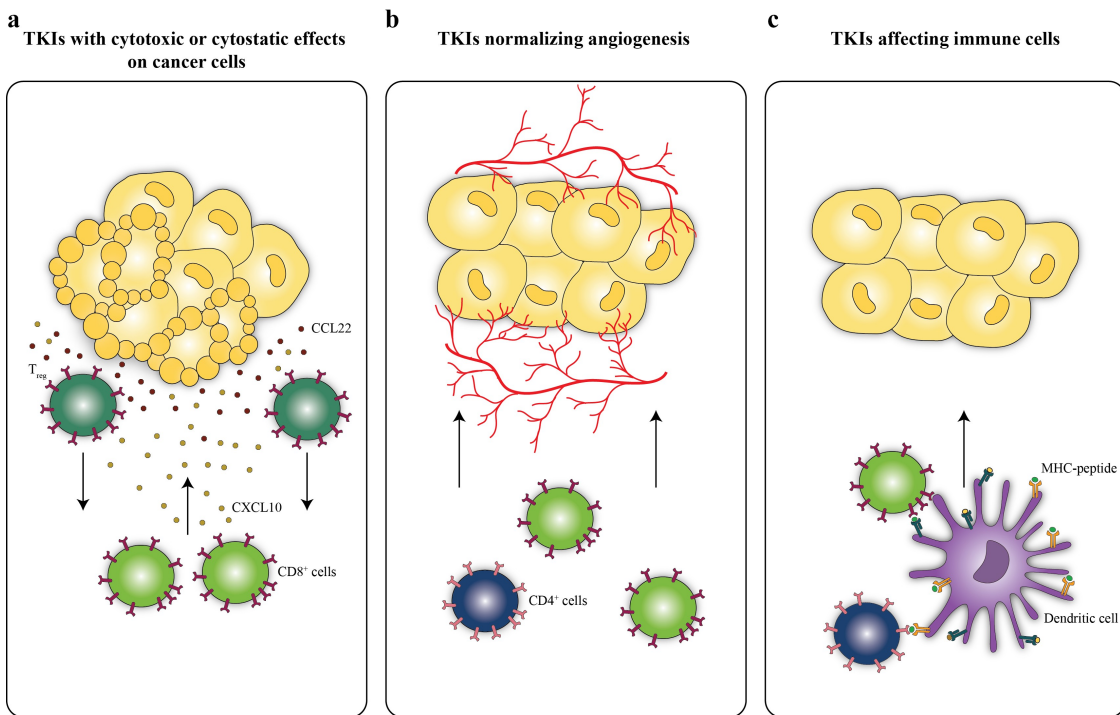 a
TKIs with cytotoxic or cytostatic effects
on cancer cells
CCL22
Treg
CXCL10
CD8⁺ cells
b
TKIs normalizing angiogenesis
CD4⁺ cells
c
TKIs affecting immune cells
MHC-peptide
Dendritic cell